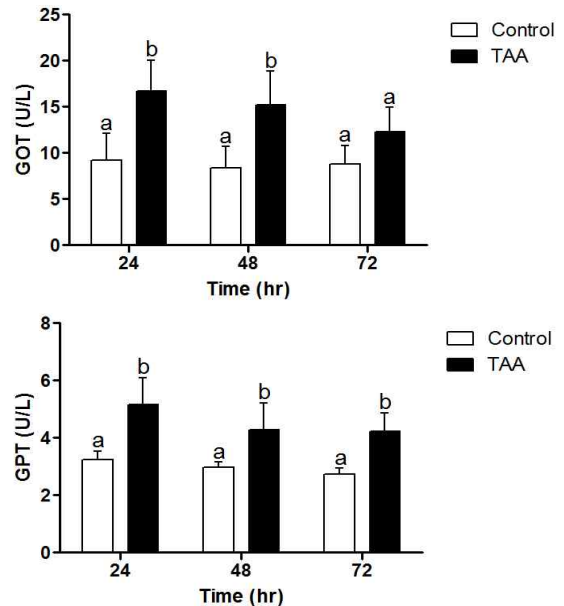 25
20
15
10
5
0
GOT (U/L)
a b a b a a
24 48 72
Time (hr)
Control
TAA
8
6
4
2
0
GPT (U/L)
a b a b a b
24 48 72
Time (hr)
Control
TAA